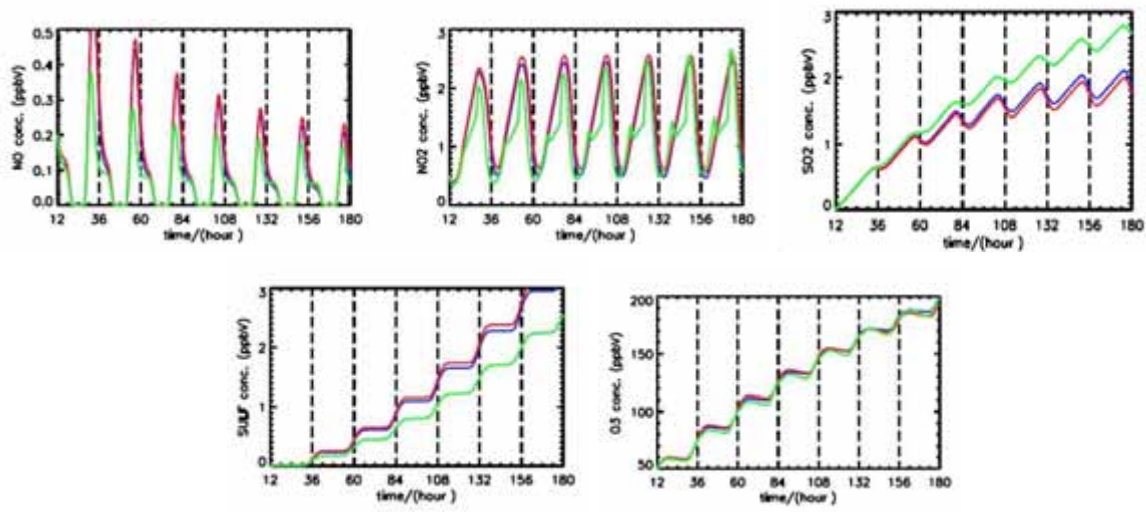 0.5
0.4
0.3
0.2
0.1
0.0
NO conc. (ppbV)
12 36 60 84 108 132 156 180
time/(hour )
3
2
1
0
NO2 conc. (ppbV)
12 36 60 84 108 132 156 180
time/(hour )
3
2
1
0
SO2 conc. (ppbV)
12 36 60 84 108 132 156 180
time/(hour )
3
2
1
0
SULF conc. (ppbV)
12 36 60 84 108 132 156 180
time/(hour )
200
150
100
50
O3 conc. (ppbV)
12 36 60 84 108 132 156 180
time/(hour )